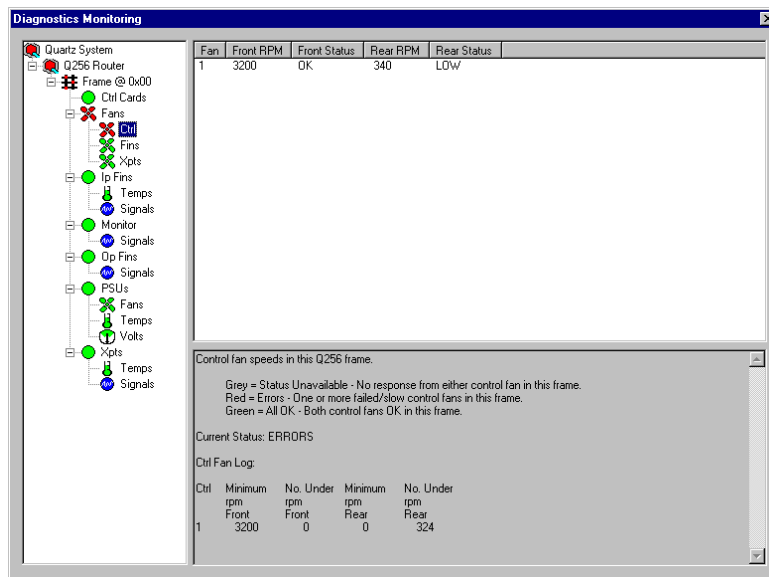 Diagnostics Monitoring
Quartz System
Q256 Router
Frame @ 0x00
Ctrl Cards
Fans
Ctrl
Fins
Xpts
Ip Fins
Temps
Signals
Monitor
Signals
Op Fins
Signals
PSUs
Fans
Temps
Volts
Xpts
Temps
Signals
Fan Front RPM Front Status Rear RPM Rear Status
1 3200 OK 340 LOW
Control fan speeds in this Q256 frame.
Grey = Status Unavailable - No response from either control fan in this frame.
Red = Errors - One or more failed/slow control fans in this frame.
Green = All OK - Both control fans OK in this frame.
Current Status: ERRORS
Ctrl Fan Log:
Ctrl Minimum No. Under Minimum No. Under
rpm rpm rpm rpm
Front Front Rear Rear
1 3200 0 0 324